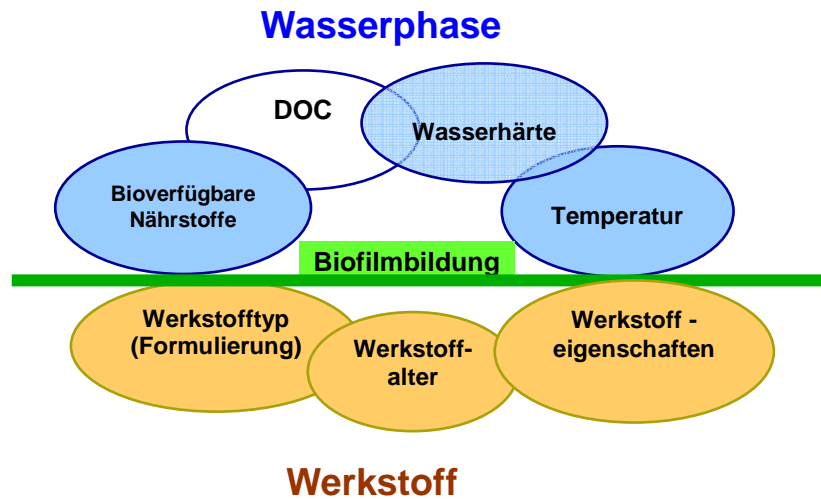 Wasserphase
DOC
Wasserhärte
Bioverfügbare
Nährstoffe
Temperatur
Biofilmbildung
Werkstofftyp
(Formulierung)
Werkstoff-
alter
Werkstoff -
eigenschaften
Werkstoff